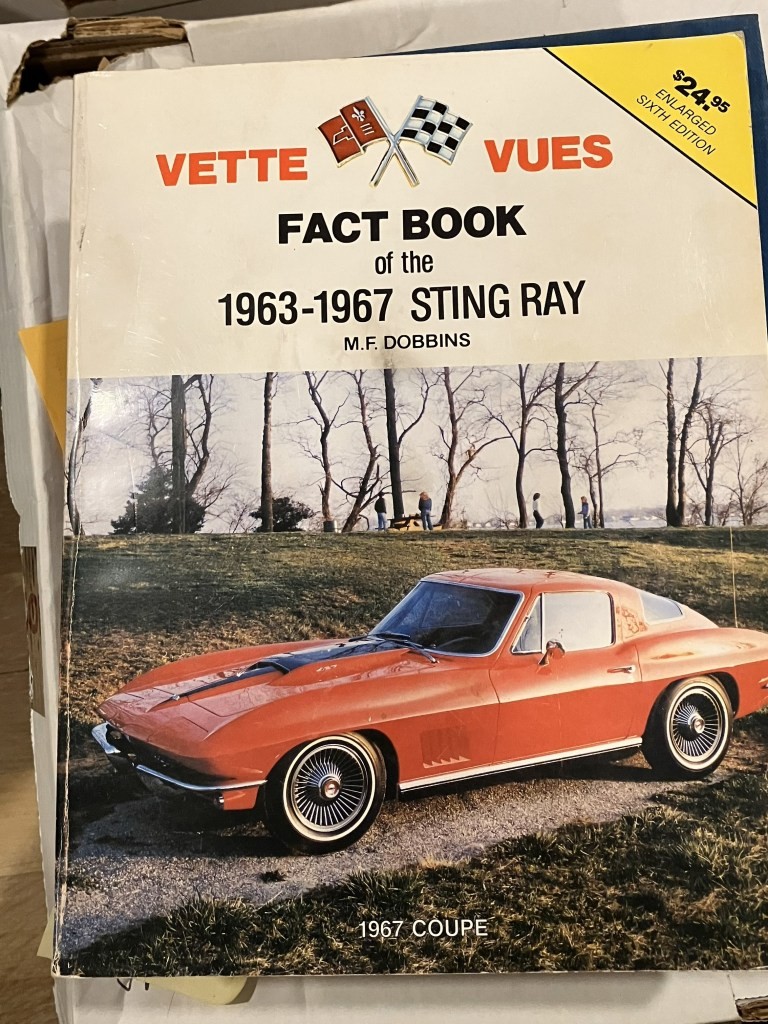 $24.95
ENLARGED
SIXTH EDITION
VETTE VUES
FACT BOOK
of the
1963-1967 STING RAY
M.F. DOBBINS
1967 COUPE